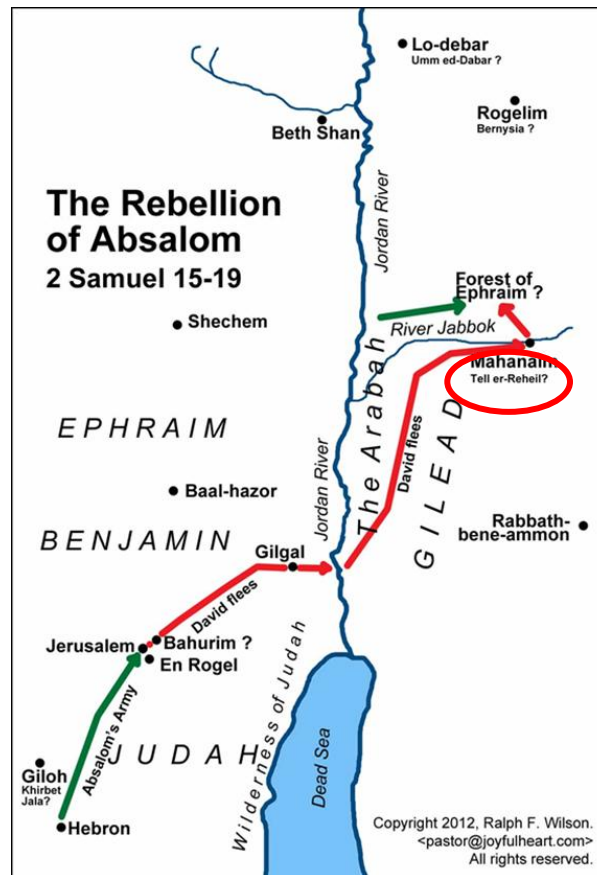 Lo-debar
Umm ed-Dabar ?
Rogelim
Bernysia ?
Beth Shan
The Rebellion
of Absalom
2 Samuel 15-19
Jordan River
Forest of
Ephraim ?
Shechem
River Jabbok
Mahanaim
Tell er-Reheil?
The Arabah
David flees
GILEAD
EPHRAIM
Baal-hazor
Jordan River
BENJAMIN
Rabbath-
bene-ammon
Gilgal
David flees
Jerusalem
Bahurim ?
En Rogel
Wilderness of Judah
Absalom's Army
JUDAH
Dead Sea
Giloh
Khirbet
Jala?
Hebron
Copyright 2012, Ralph F. Wilson.
<pastor@joyfulheart.com>
All rights reserved.